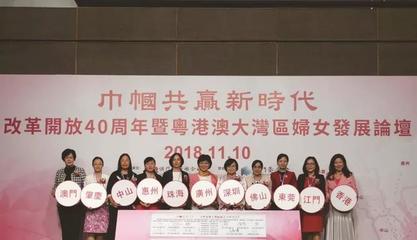 巾幗共贏新時代
改革開放40周年暨粵港澳大灣區婦女發展論壇
2018.11.10
澳門 肇慶 中山 惠州 珠海 廣州 深圳 佛山 東莞 江門 香港